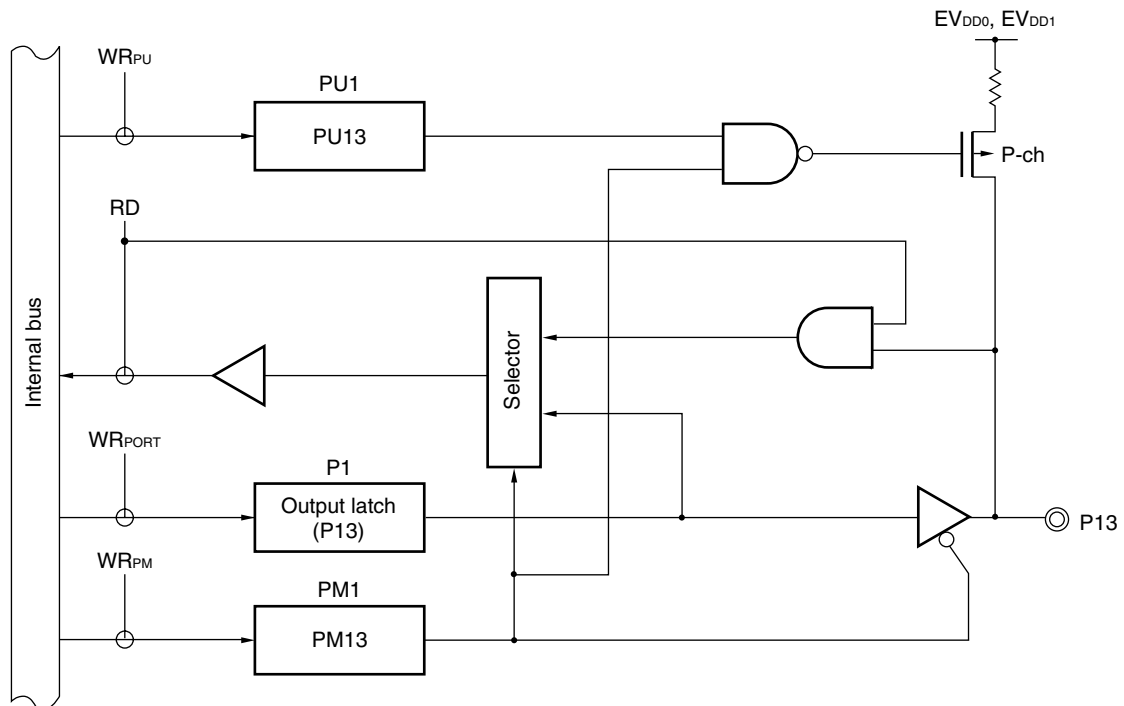 EVDD0, EVDD1
WRPU
PU1
PU13
P-ch
RD
Internal bus
Selector
WRPORT
P1
Output latch
(P13)
P13
WRPM
PM1
PM13